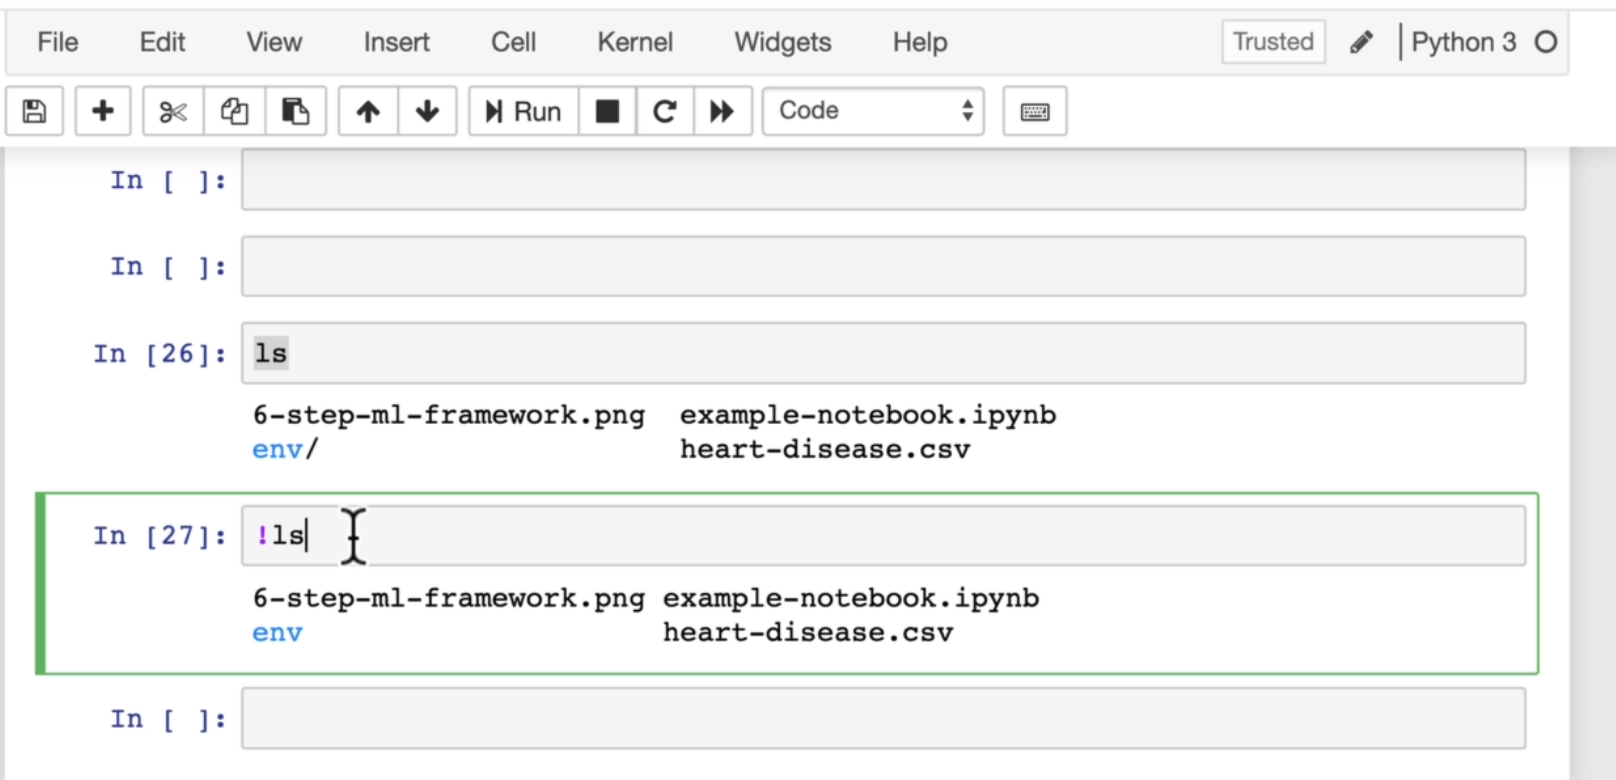 File Edit View Insert Cell Kernel Widgets Help Trusted Python 3
Run Code
In [ ]:
In [ ]:
In [26]: ls
6-step-ml-framework.png example-notebook.ipynb
env/ heart-disease.csv
In [27]: !ls
6-step-ml-framework.png example-notebook.ipynb
env heart-disease.csv
In [ ]: